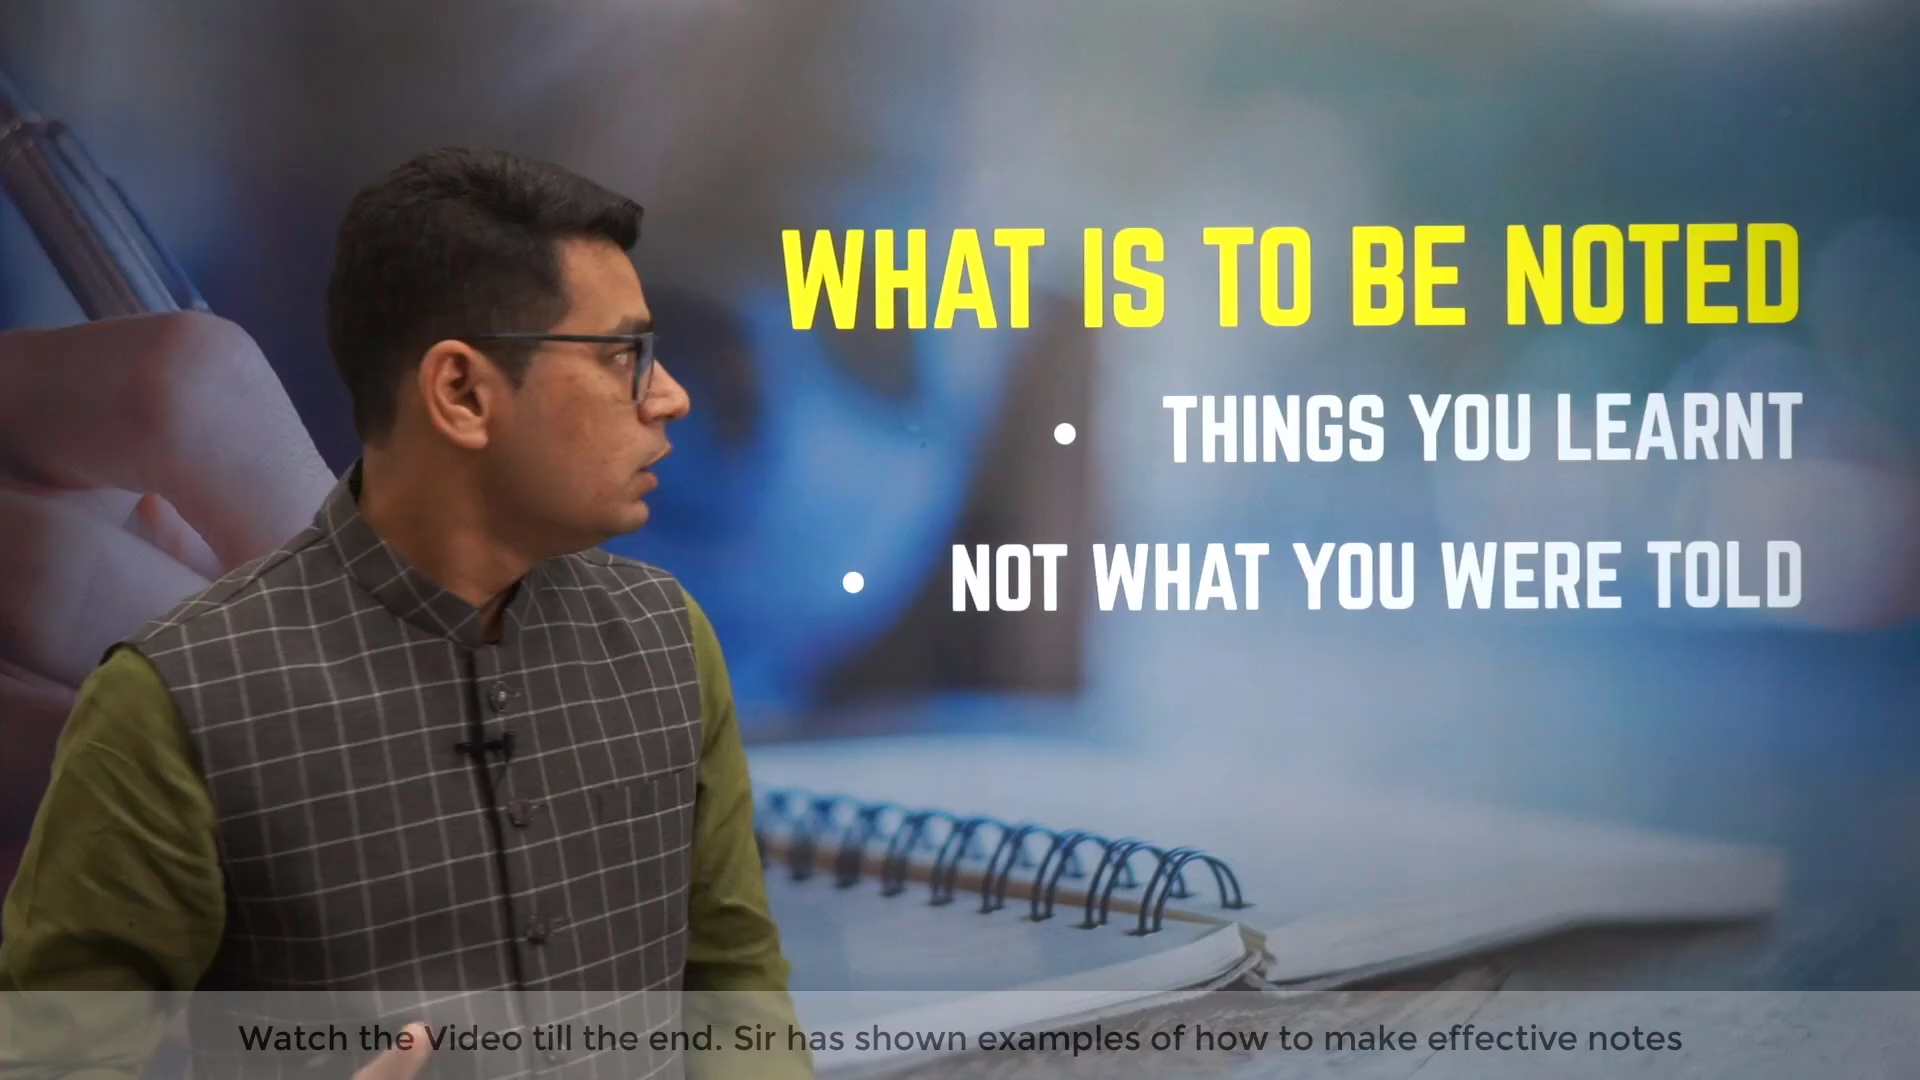 WHAT IS TO BE NOTED
• THINGS YOU LEARNT
• NOT WHAT YOU WERE TOLD
Watch the Video till the end. Sir has shown examples of how to make effective notes